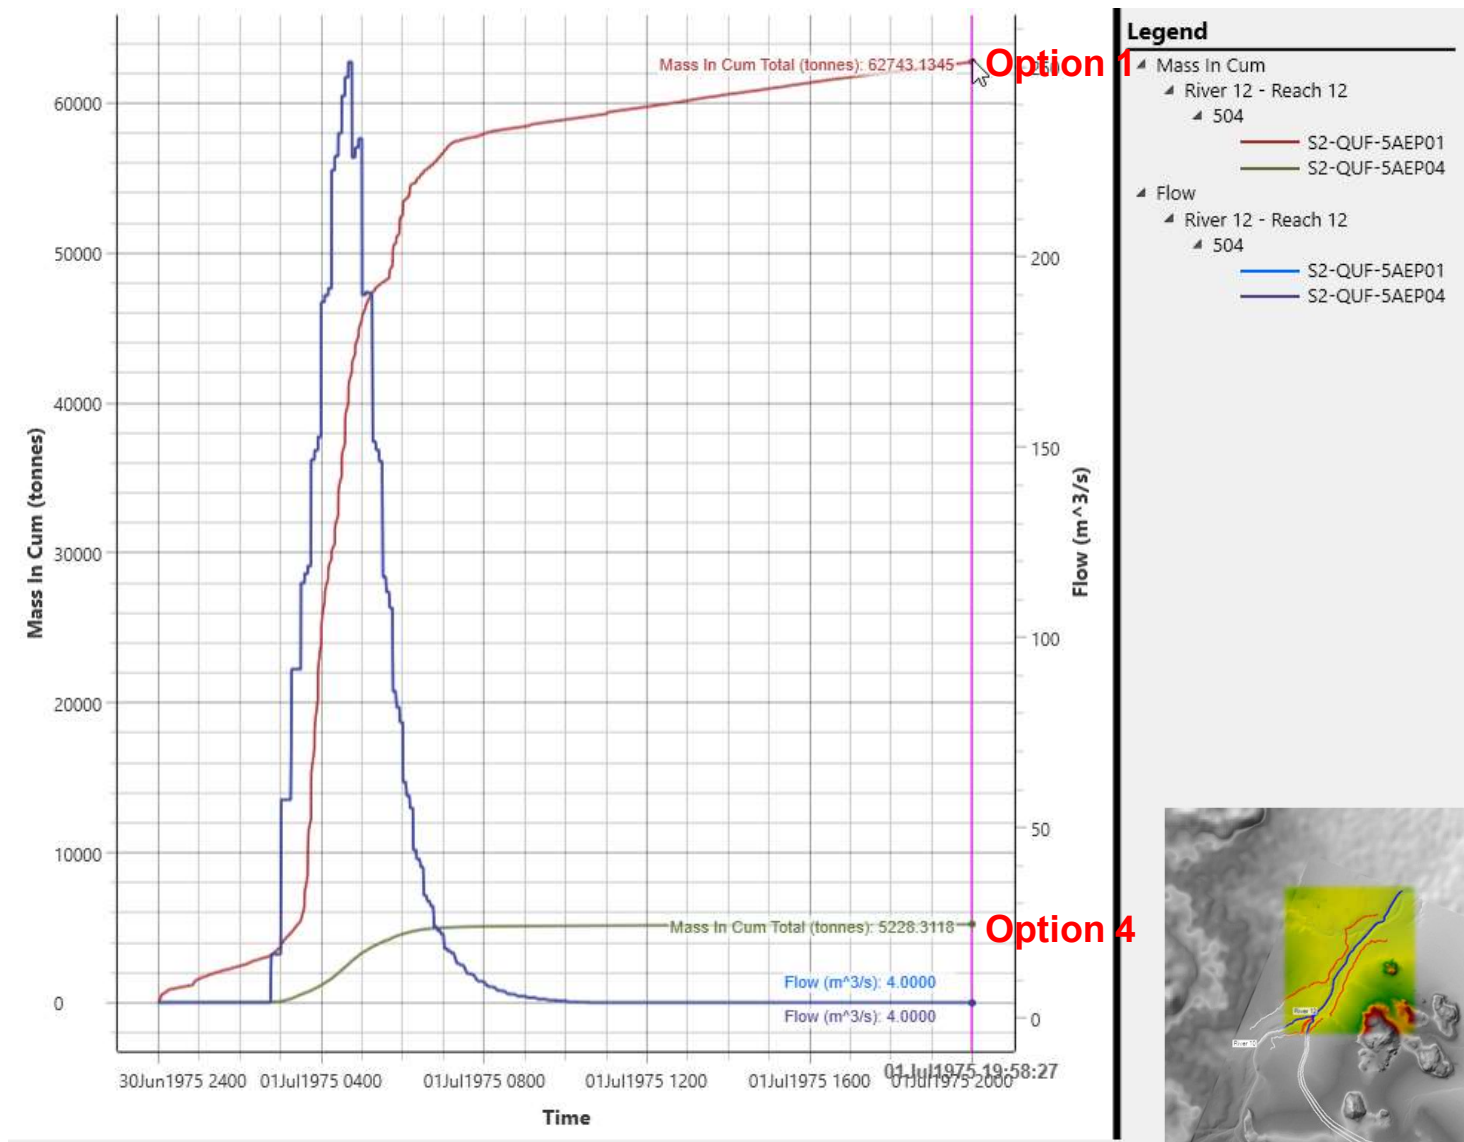 Mass In Cum Total (tonnes): 62743.1345
Option 1
60000
50000
200
40000
150
30000
100
20000
50
10000
Mass In Cum (tonnes): 5228.3118
Option 4
Flow (m^3/s): 4.0000
0
Flow (m^3/s): 4.0000
0
Mass In Cum (tonnes)
Flow (m^3/s)
30Jun1975 2400
01Jul1975 0400
01Jul1975 0800
01Jul1975 1200
01Jul1975 1600
01Jul1975 2000
01Jul1975 19:58:27
Time
Legend
Mass In Cum
River 12 - Reach 12
504
S2-QUF-5AEP01
S2-QUF-5AEP04
Flow
River 12 - Reach 12
504
S2-QUF-5AEP01
S2-QUF-5AEP04